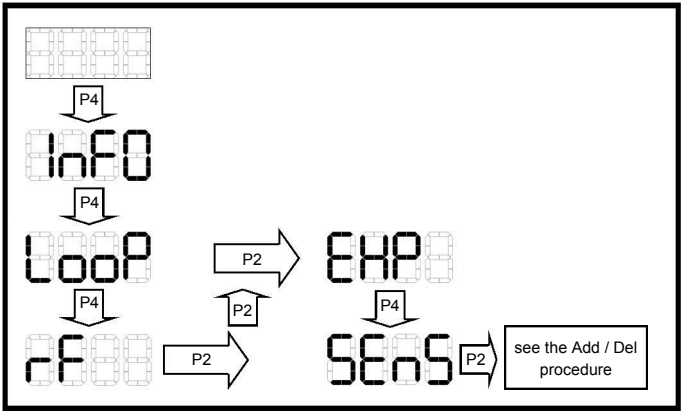 P4
InFO
P4
LooP
P2
EHP
P4
P2
P4
rF
P2
SEnS
P2
see the Add / Del
procedure